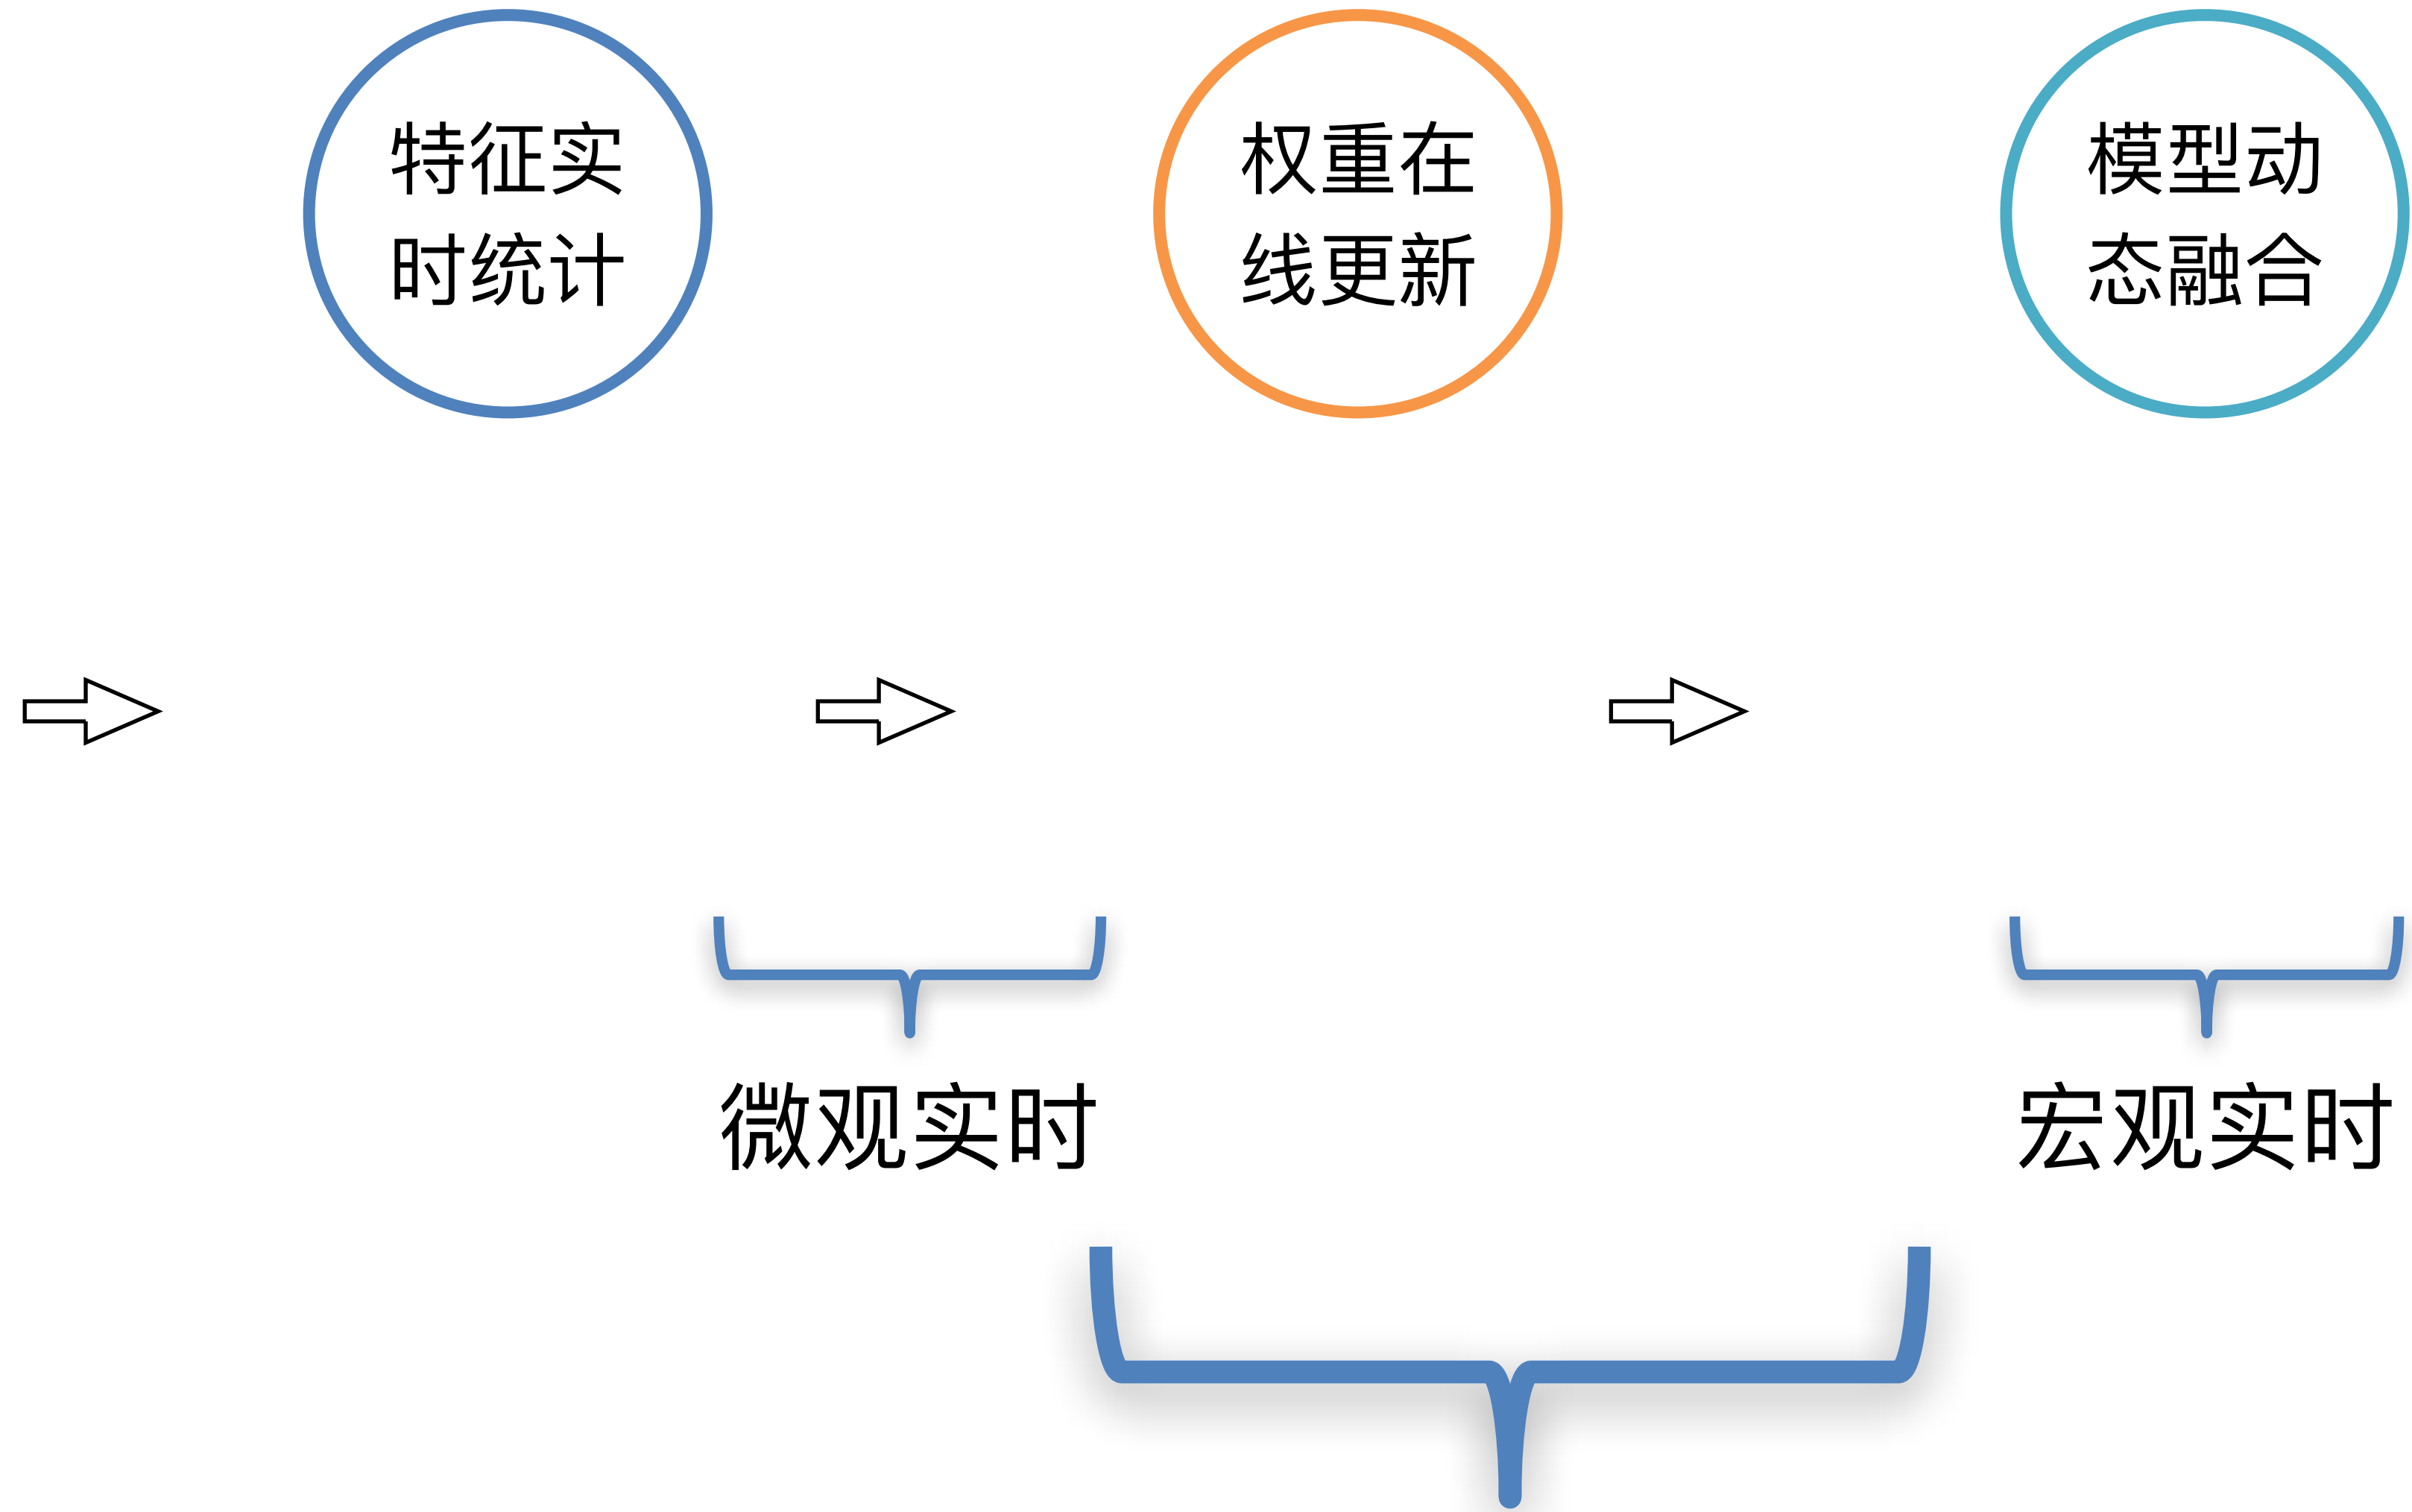 特征实
时统计
权重在
线更新
模型动
态融合
微观实时
宏观实时